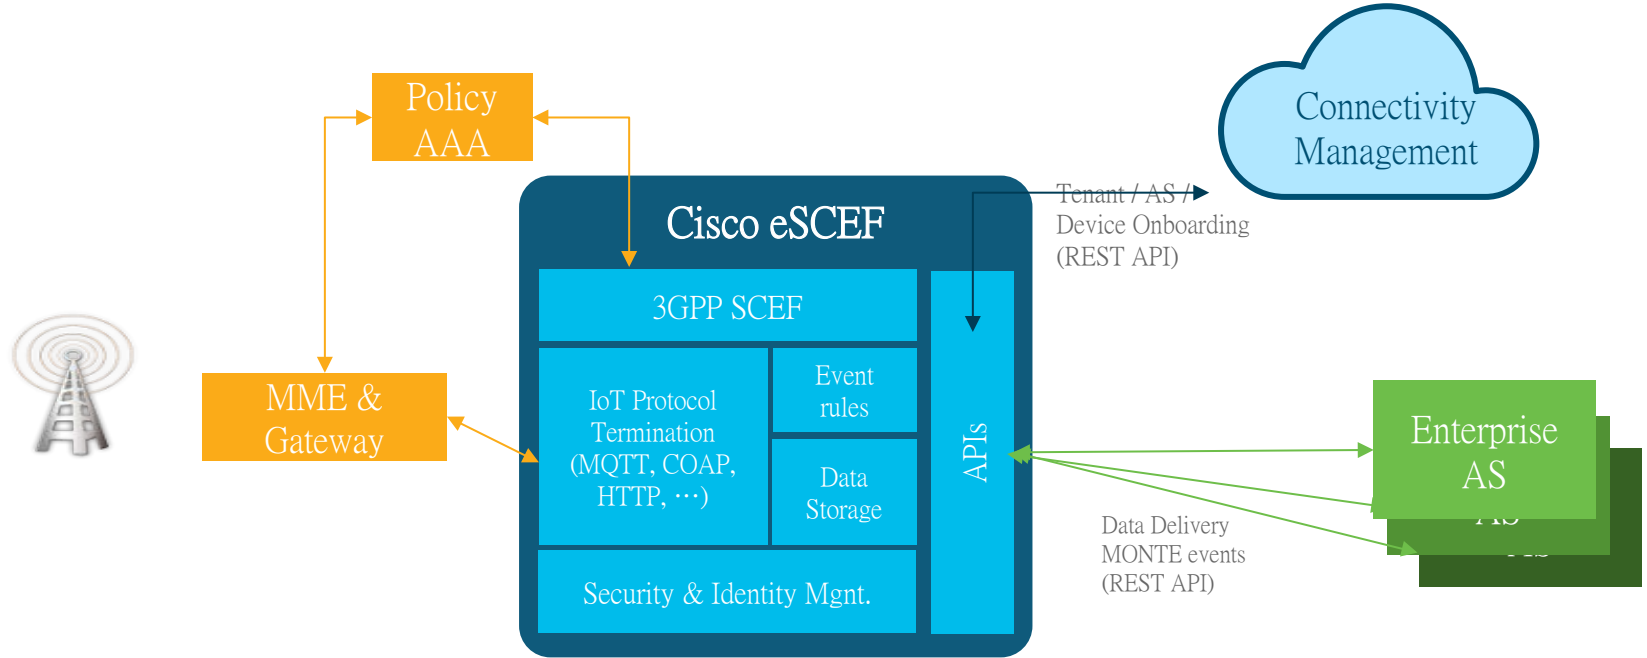 Policy
AAA
Connectivity
Management
Tenant / AS /
Device Onboarding
(REST API)
Cisco eSCEF
3GPP SCEF
MME &
Gateway
IoT Protocol
Termination
(MQTT, COAP,
HTTP, ⋯)
Event
rules
Data
Storage
Security & Identity Mgnt.
APIs
Enterprise
AS
AS
AS
Data Delivery
MONTE events
(REST API)